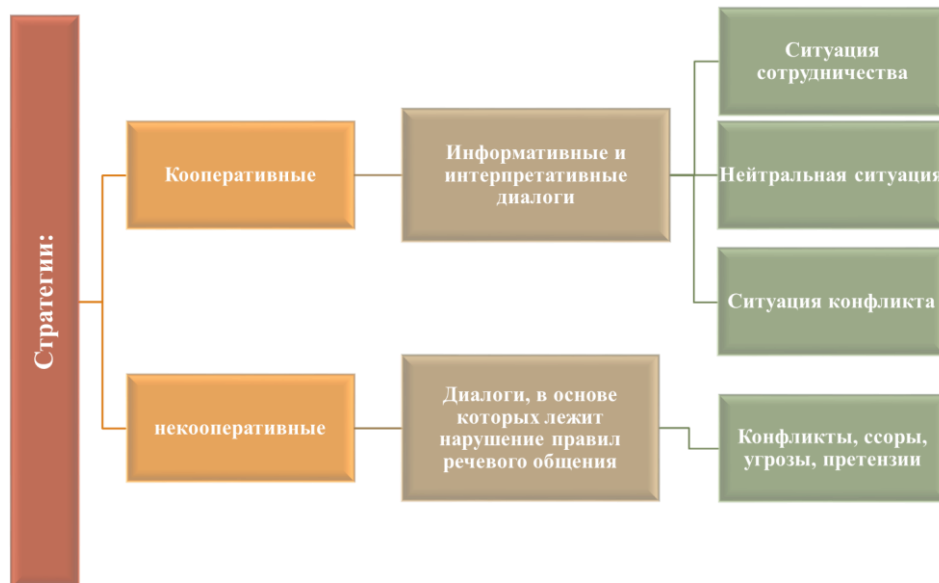 Стратегии:
Кооперативные
Информативные и
интерпретативные
диалоги
Ситуация
сотрудничества
Нейтральная ситуация
Ситуация конфликта
некооперативные
Диалоги, в основе
которых лежит
нарушение правил
речевого общения
Конфликты, ссоры,
угрозы, претензии